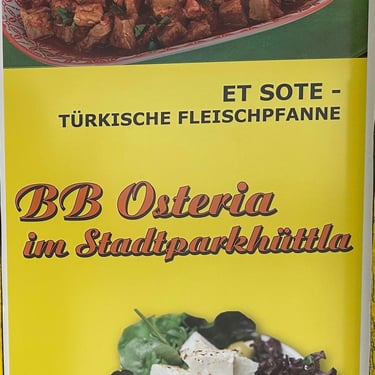 ET SOTE -
TÜRKISCHE FLEISCHPFANNE
BB Osteria
im Stadtparkhüttla